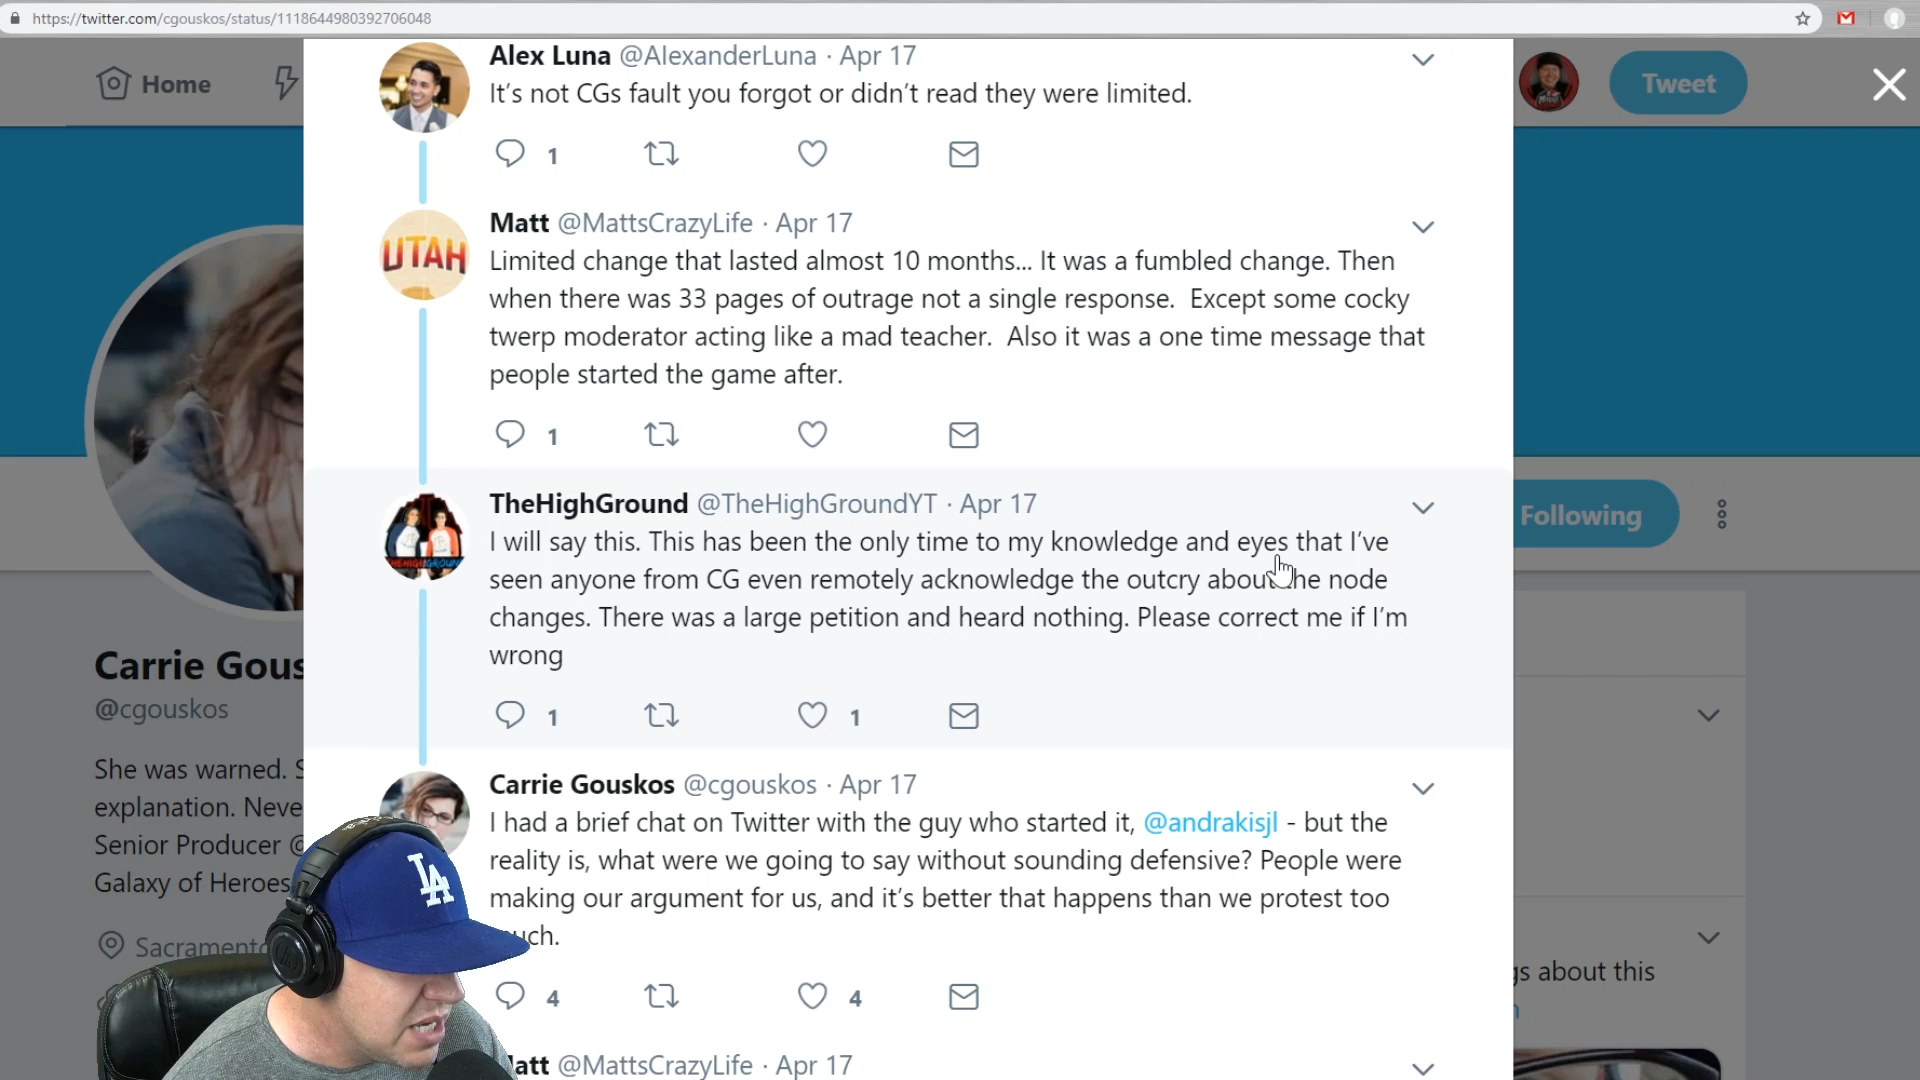 https://twitter.com/cgouskos/status/1118644980392706048
Home
Tweet
Alex Luna @AlexanderLuna · Apr 17
It's not CGs fault you forgot or didn't read they were limited.
1
UTAH
Matt @MattsCrazyLife · Apr 17
Limited change that lasted almost 10 months... It was a fumbled change. Then
when there was 33 pages of outrage not a single response. Except some cocky
twerp moderator acting like a mad teacher. Also it was a one time message that
people started the game after.
1
TheHighGround @TheHighGroundYT · Apr 17
I will say this. This has been the only time to my knowledge and eyes that I've
seen anyone from CG even remotely acknowledge the outcry about the node
changes. There was a large petition and heard nothing. Please correct me if I'm
wrong
1 1
Following
Carrie Gous
@cgouskos
She was warned. S
explanation. Neve
Senior Producer @
Galaxy of Heroes
Sacramento
Carrie Gouskos @cgouskos · Apr 17
I had a brief chat on Twitter with the guy who started it, @andrakisjl - but the
reality is, what were we going to say without sounding defensive? People were
making our argument for us, and it's better that happens than we protest too
uch.
4 4
LA
gs about this
att @MattsCrazyLife · Apr 17